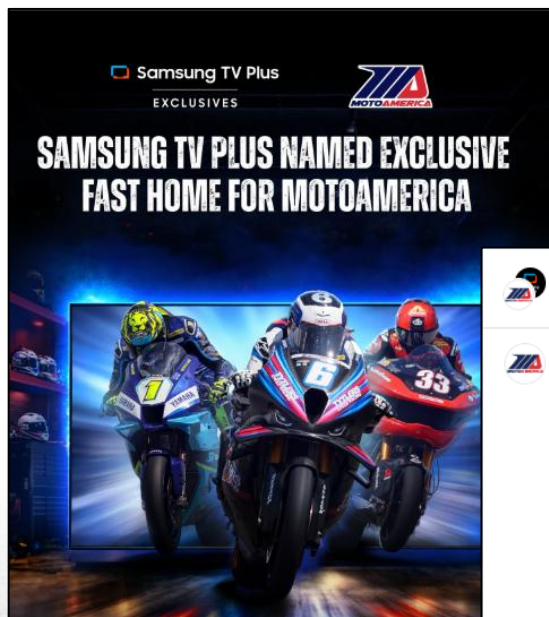 Samsung TV Plus
EXCLUSIVES
MOTOAMERICA
SAMSUNG TV PLUS NAMED EXCLUSIVE
FAST HOME FOR MOTOAMERICA
1
YAMAHA
6
33